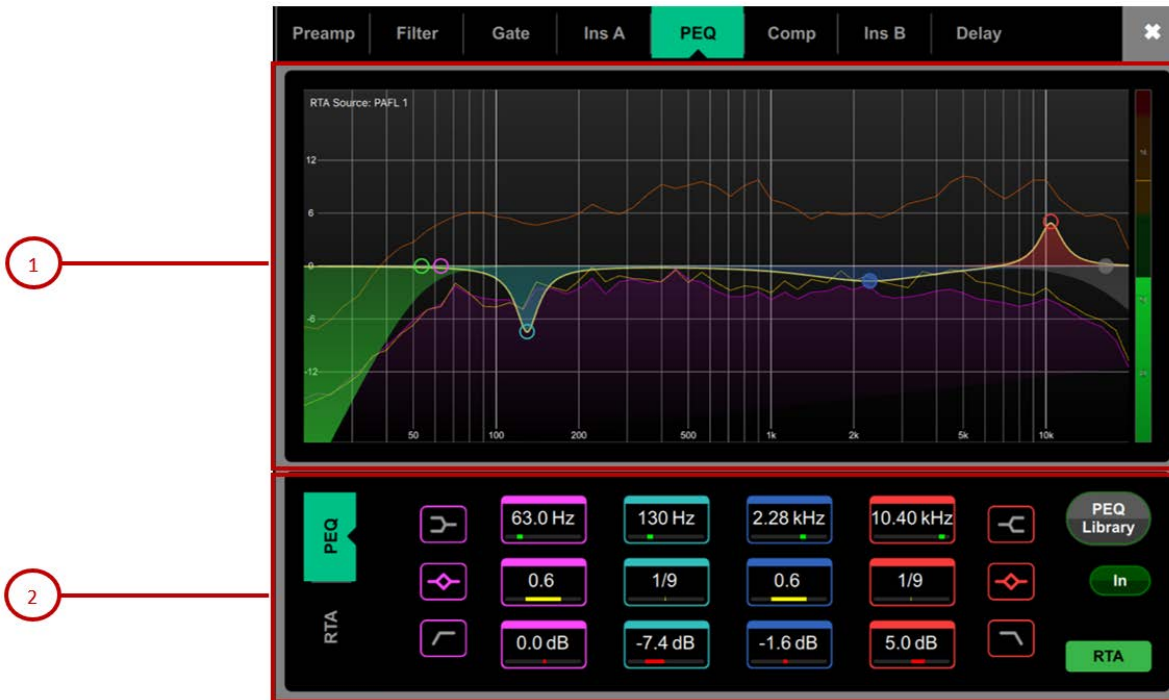 Preamp Filter Gate Ins A PEQ Comp Ins B Delay
RTA Source: PAFL 1
12
6
0
-6
-12
50 100 200 500 1k 2k 5k 10k
1
PEQ
RTA
63.0 Hz 130 Hz 2.28 kHz 10.40 kHz
0.6 1/9 0.6 1/9
0.0 dB -7.4 dB -1.6 dB 5.0 dB
PEQ
Library
In
RTA
2